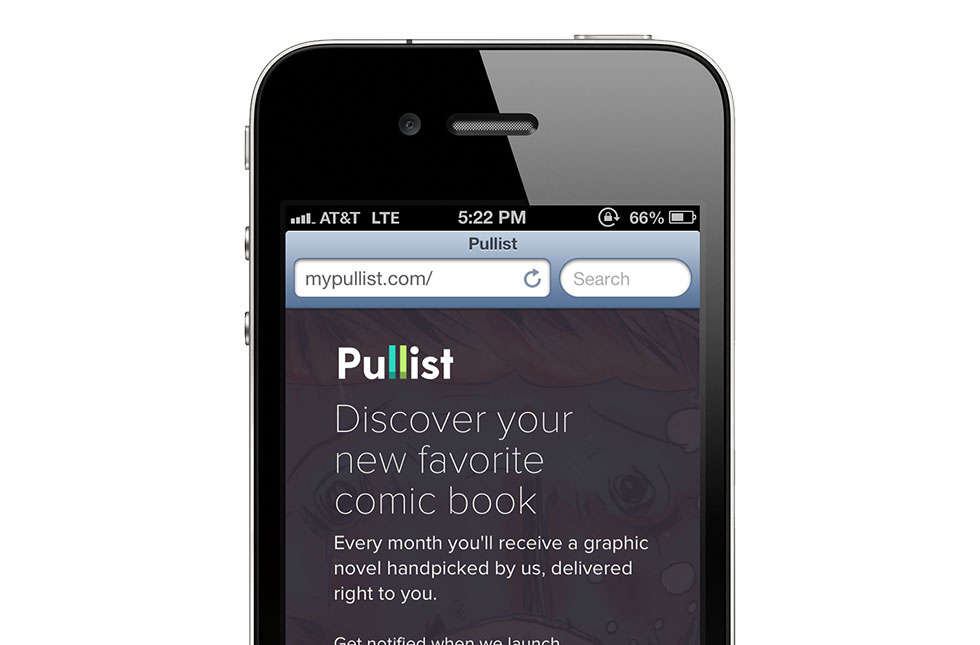 AT&T LTE 5:22 PM 66%
Pullist
mypullist.com/ Search
Pullist
Discover your
new favorite
comic book
Every month you'll receive a graphic
novel handpicked by us, delivered
right to you.
Get notified when we launch